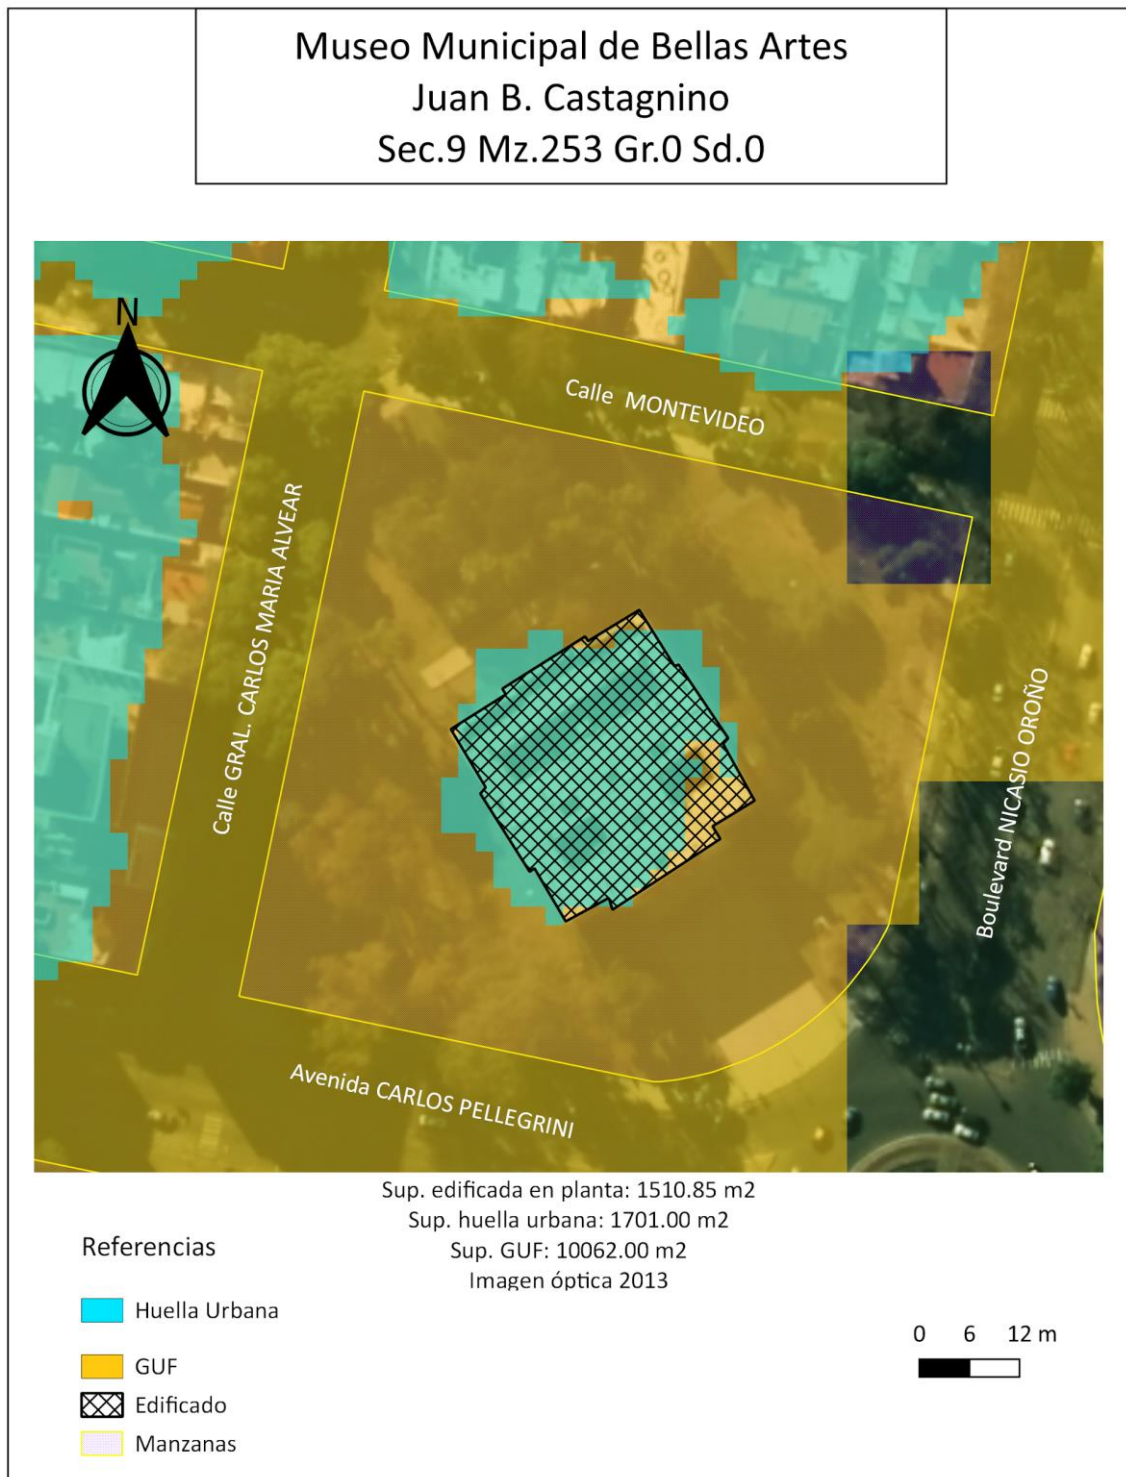 Museo Municipal de Bellas Artes
Juan B. Castagnino
Sec.9 Mz.253 Gr.0 Sd.0
N
Calle MONTEVIDEO
Calle GRAL. CARLOS MARIA ALVEAR
Boulevard NICASIO OROÑO
Avenida CARLOS PELLEGRINI
Sup. edificada en planta: 1510.85 m2
Sup. huella urbana: 1701.00 m2
Sup. GUF: 10062.00 m2
Imagen óptica 2013
Referencias
Huella Urbana
GUF
Edificado
Manzanas
0 6 12 m